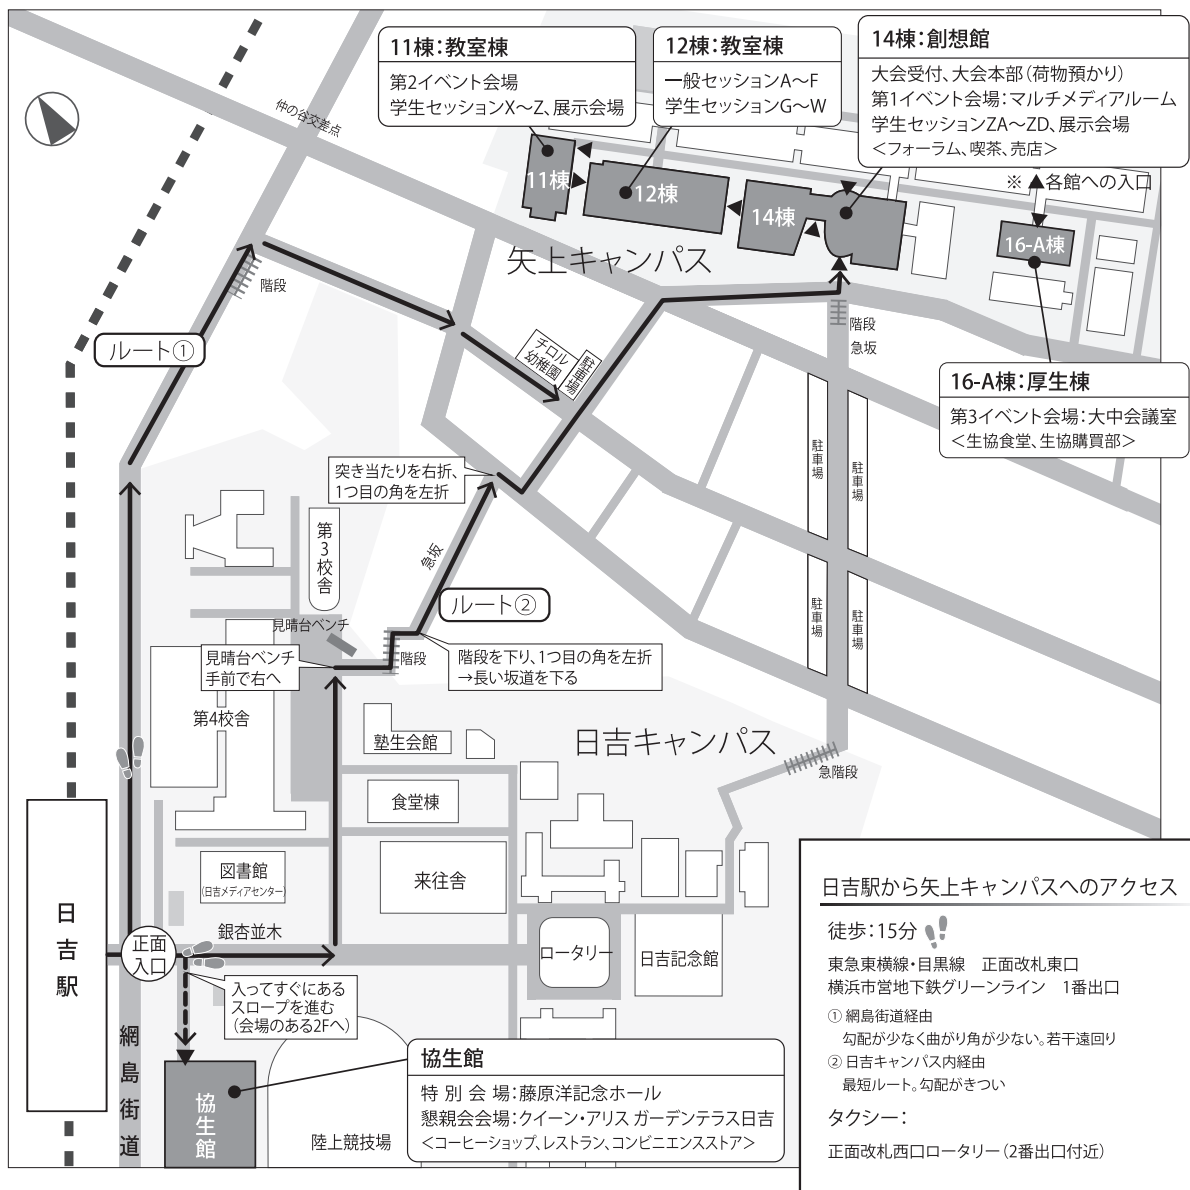 11棟：教室棟
第2イベント会場
学生セッションX～Z、展示会場
12棟：教室棟
一般セッションA～F
学生セッションG～W
14棟：創想館
大会受付、大会本部（荷物預かり）
第1イベント会場：マルチメディアルーム
学生セッションZA～ZD、展示会場
＜フォーラム、喫茶、売店＞
※ ▲各館への入口
仲の谷交差点
11棟
12棟
14棟
16-A棟
矢上キャンパス
階段
階段
急坂
ルート①
チロル
幼稚園
駐車場
16-A棟：厚生棟
第3イベント会場：大中会議室
＜生協食堂、生協購買部＞
駐車場
駐車場
突き当たりを右折、
1つ目の角を左折
第3校舎
急坂
ルート②
駐車場
駐車場
見晴台ベンチ
見晴台ベンチ
手前で右へ
階段
階段を下り、1つ目の角を左折
→長い坂道を下る
第4校舎
塾生会館
日吉キャンパス
急階段
食堂棟
図書館
（日吉メディアセンター）
来往舎
日吉駅
正面
入口
銀杏並木
ロータリー
日吉記念館
入ってすぐにある
スロープを進む
（会場のある2Fへ）
綱島街道
協生館
陸上競技場
協生館
特別会場：藤原洋記念ホール
懇親会会場：クイーン・アリス ガーデンテラス日吉
＜コーヒーショップ、レストラン、コンビニエンスストア＞
日吉駅から矢上キャンパスへのアクセス
徒歩：15分
東急東横線・目黒線　正面改札東口
横浜市営地下鉄グリーンライン　1番出口
① 綱島街道経由
勾配が少なく曲がり角が少ない。若干遠回り
② 日吉キャンパス内経由
最短ルート。勾配がきつい
タクシー：
正面改札西口ロータリー（2番出口付近）